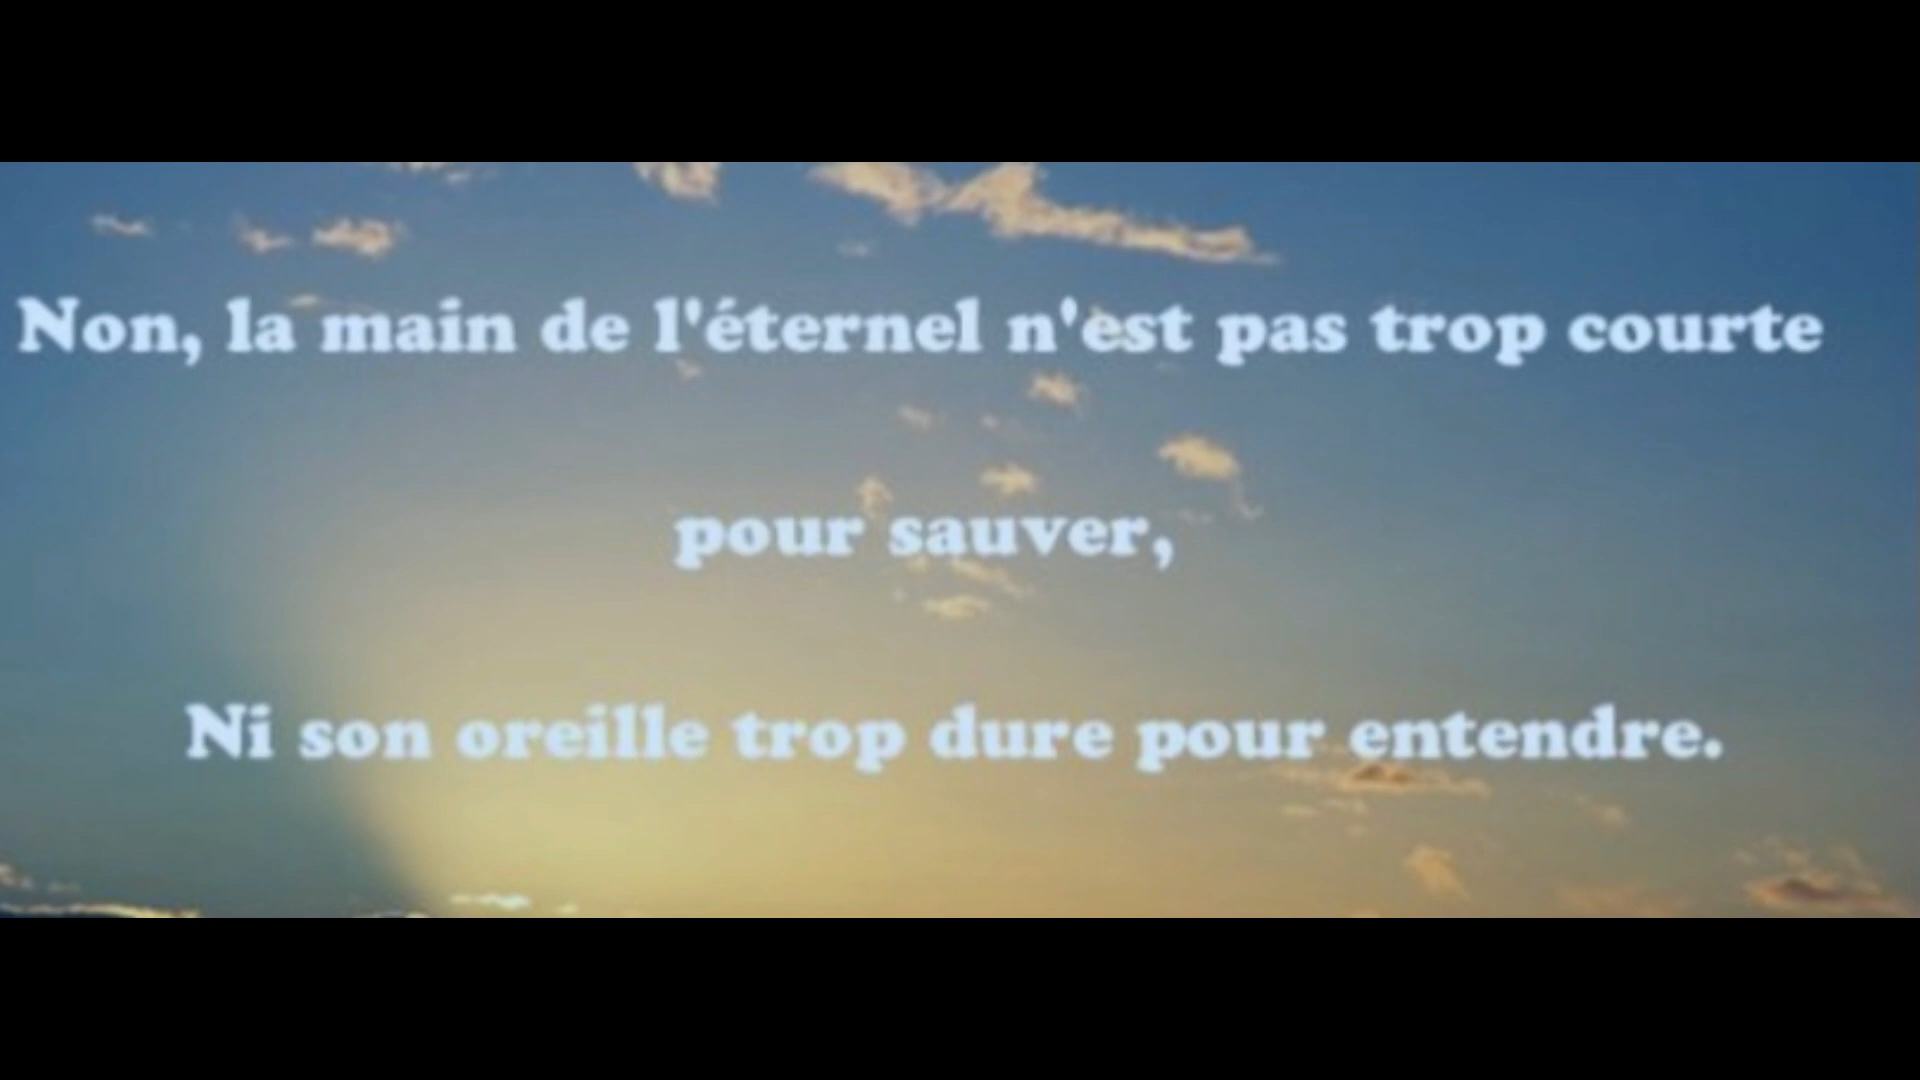 Non, la main de l'éternel n'est pas trop courte
pour sauver,
Ni son oreille trop dure pour entendre.